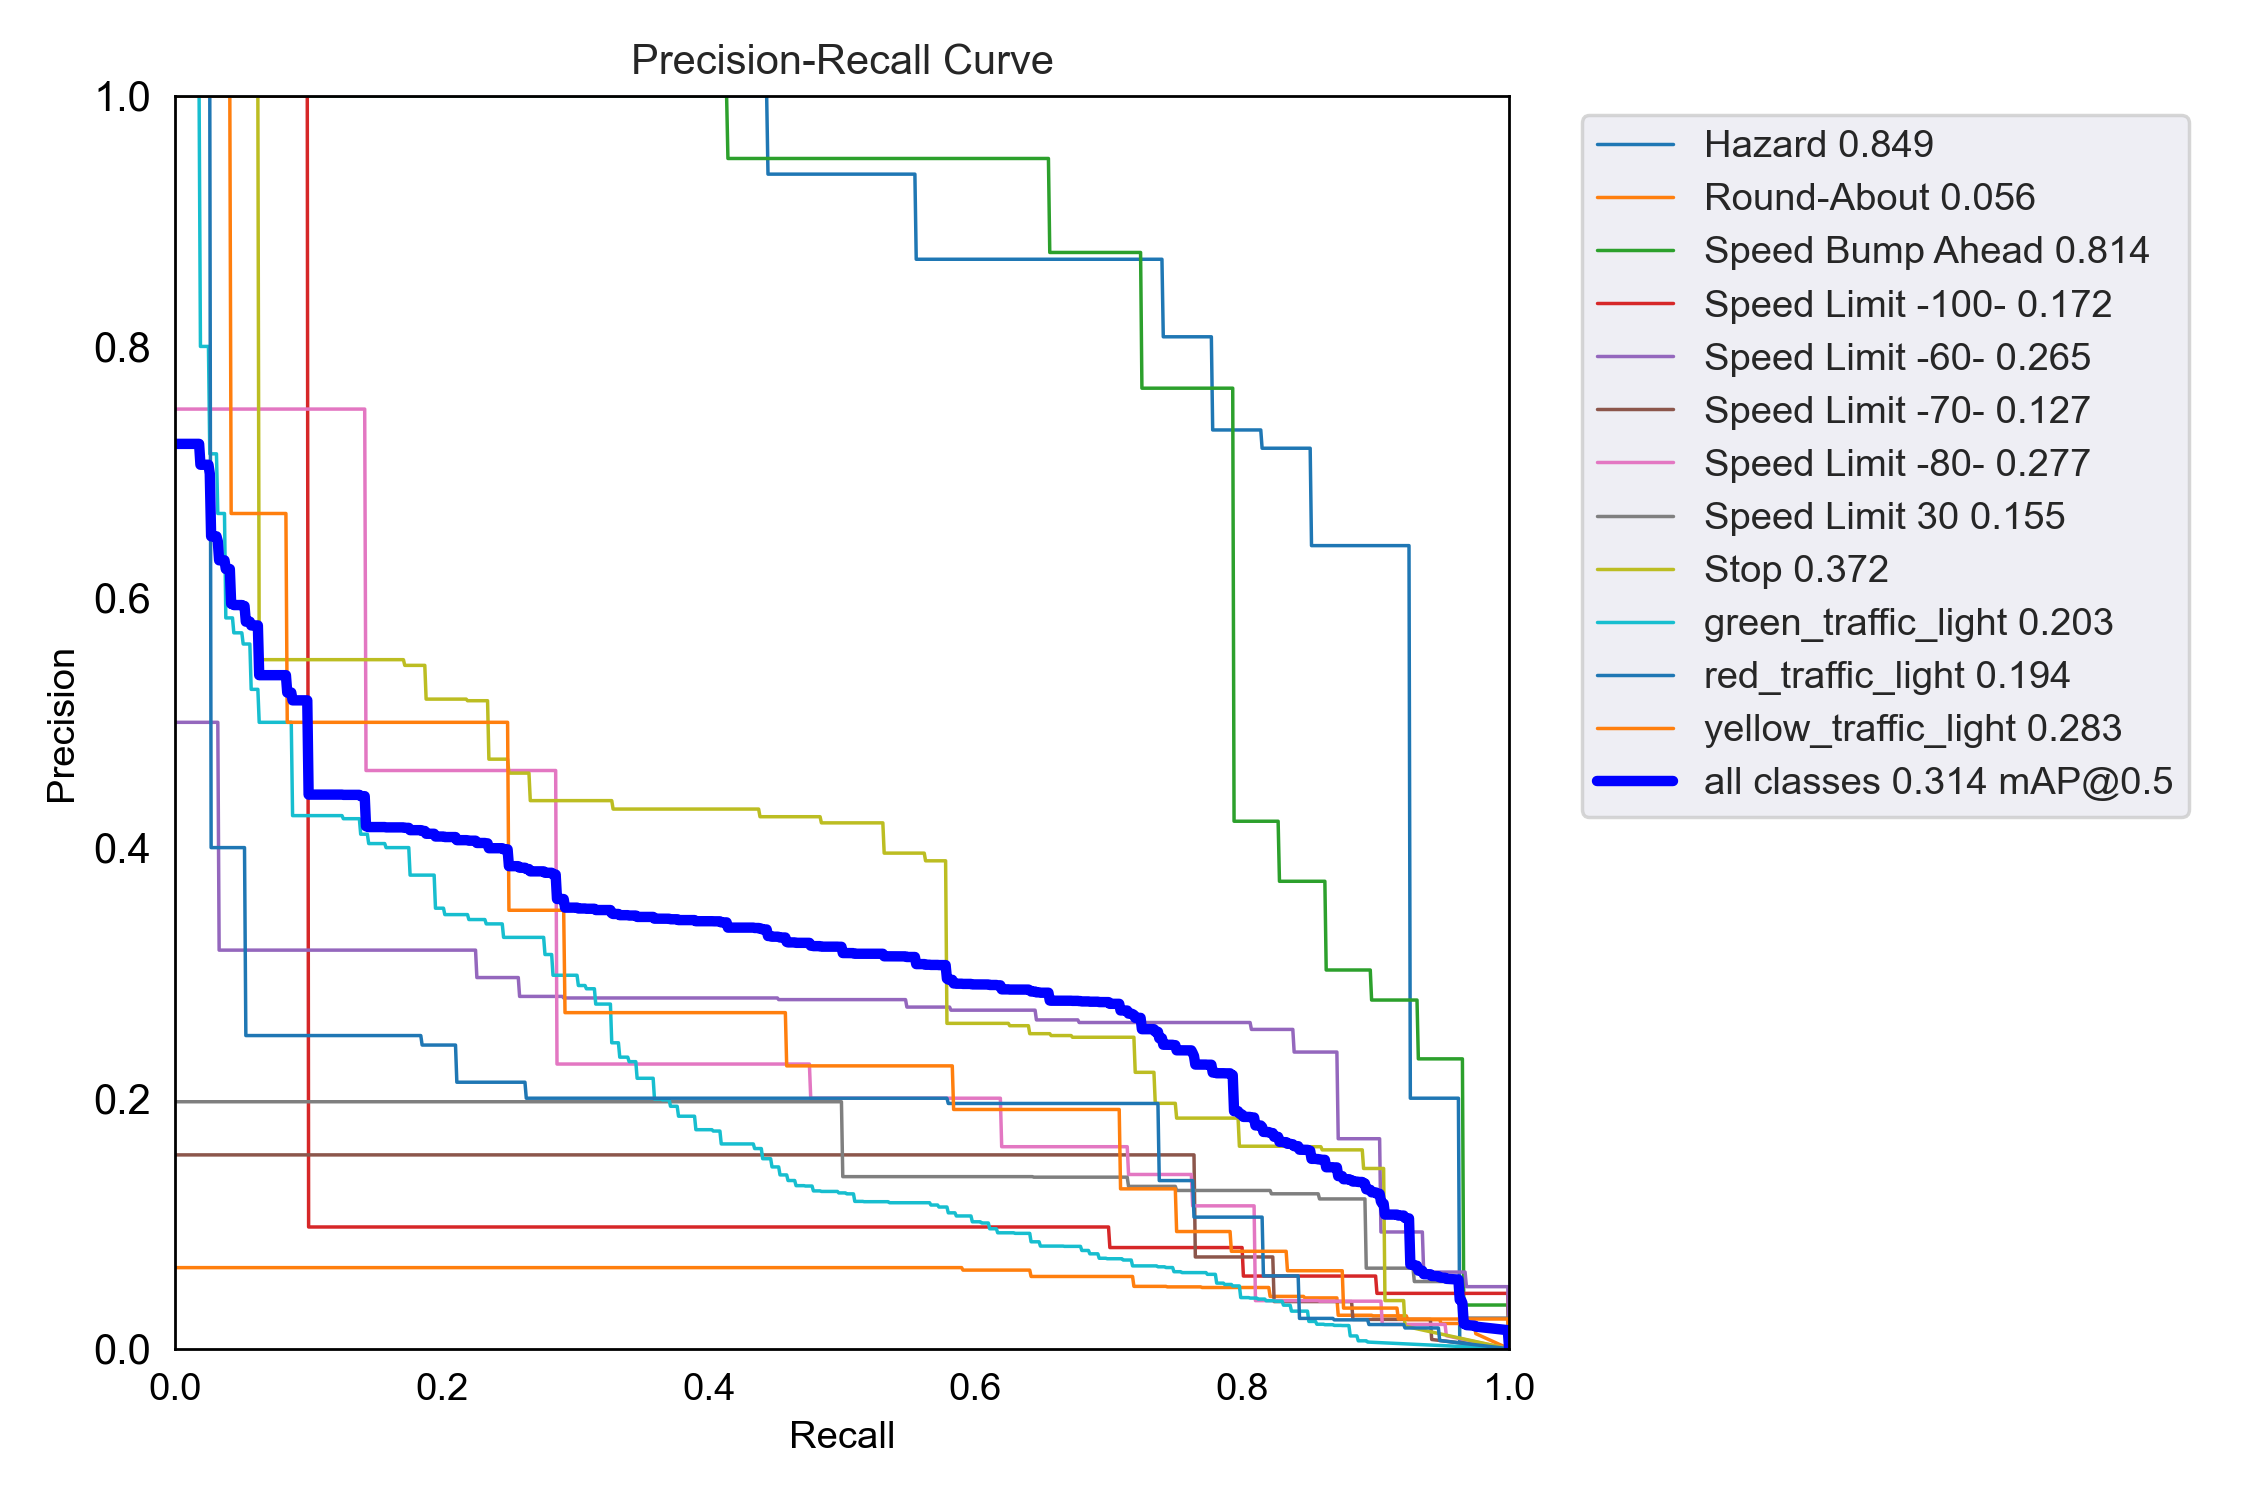 Precision-Recall Curve
1.0
0.8
0.6
0.4
0.2
0.0
Precision
0.0 0.2 0.4 0.6 0.8 1.0
Recall
Hazard 0.849
Round-About 0.056
Speed Bump Ahead 0.814
Speed Limit -100- 0.172
Speed Limit -60- 0.265
Speed Limit -70- 0.127
Speed Limit -80- 0.277
Speed Limit 30 0.155
Stop 0.372
green_traffic_light 0.203
red_traffic_light 0.194
yellow_traffic_light 0.283
all classes 0.314 mAP@0.5